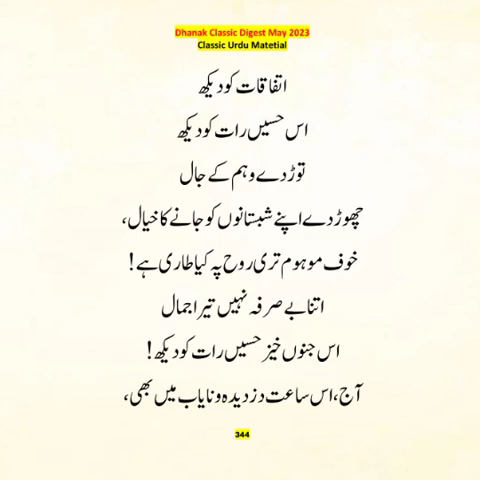 Dhanak Classic Digest May 2023
Classic Urdu Matetial
اتفاقات کو دیکھ
اس حسیں رات کو دیکھ
توڑ دے وہم کے جال
چھوڑ دے اپنے شبستانوں کو جانے کا خیال،
خوف موہوم تری روح پہ کیا طاری ہے!
اتنا بے صرفہ نہیں تیرا جمال
اس جنوں خیز حسیں رات کو دیکھ!
آج، اس ساعت دزدیدہ و نایاب میں بھی،
344